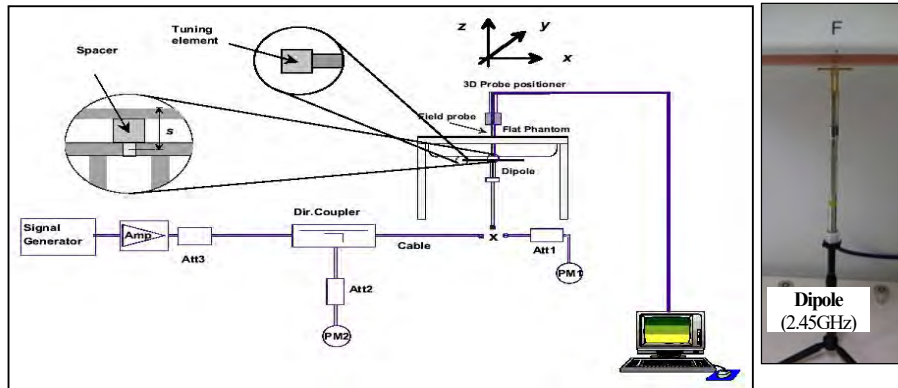 Tuning
element
Spacer
s
z
y
x
3D Probe positioner
Field probe
Flat Phantom
Dipole
Signal
Generator
Amp
Att3
Dir.Coupler
Cable
x
Att1
PM1
Att2
PM2
F
Dipole
(2.45GHz)